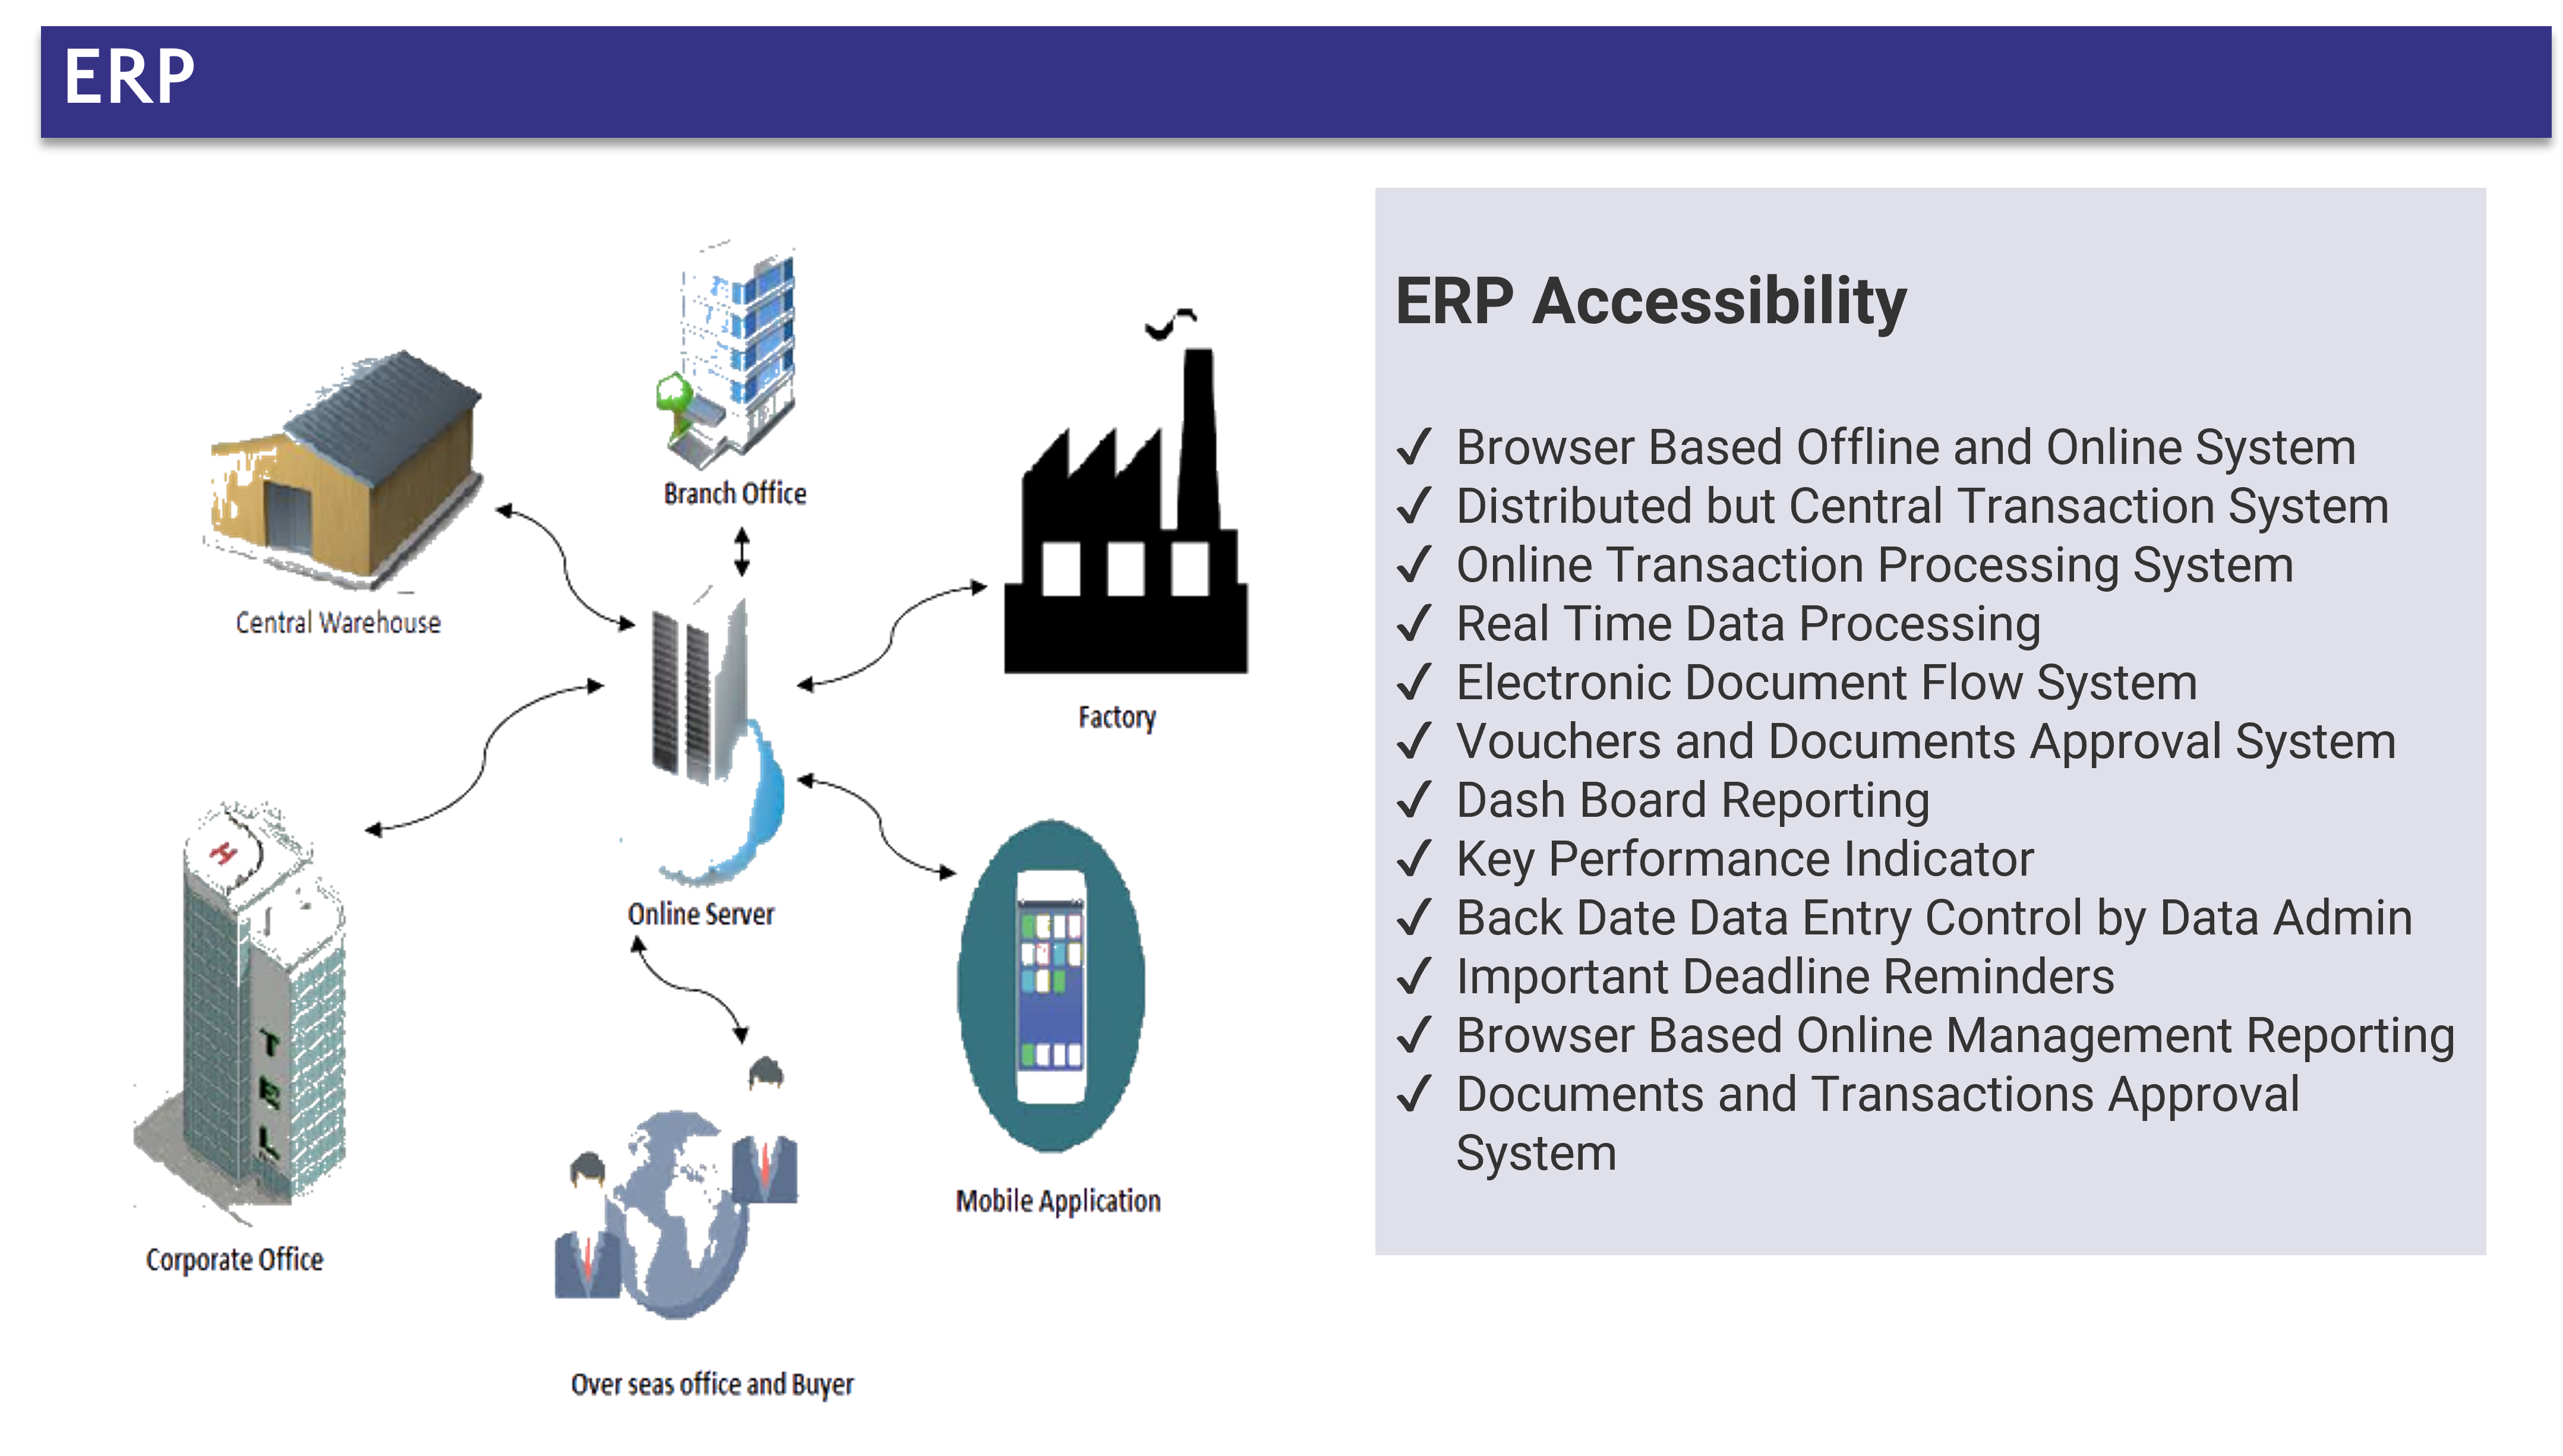 ERP
Branch Office
Central Warehouse
Factory
Online Server
Mobile Application
Corporate Office
Over seas office and Buyer
H
ERP Accessibility
✓ Browser Based Offline and Online System
✓ Distributed but Central Transaction System
✓ Online Transaction Processing System
✓ Real Time Data Processing
✓ Electronic Document Flow System
✓ Vouchers and Documents Approval System
✓ Dash Board Reporting
✓ Key Performance Indicator
✓ Back Date Data Entry Control by Data Admin
✓ Important Deadline Reminders
✓ Browser Based Online Management Reporting
✓ Documents and Transactions Approval
System